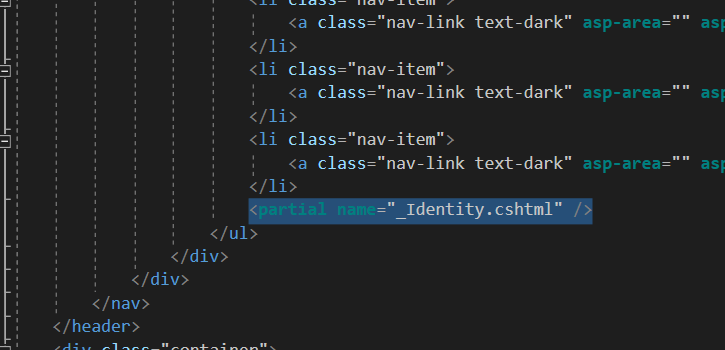 <li class="nav-item">
<a class="nav-link text-dark" asp-area="" asp
</li>
<li class="nav-item">
<a class="nav-link text-dark" asp-area="" asp
</li>
<li class="nav-item">
<a class="nav-link text-dark" asp-area="" asp
</li>
<partial name="_Identity.cshtml" />
</ul>
</div>
</div>
</nav>
</header>
<div class="container">